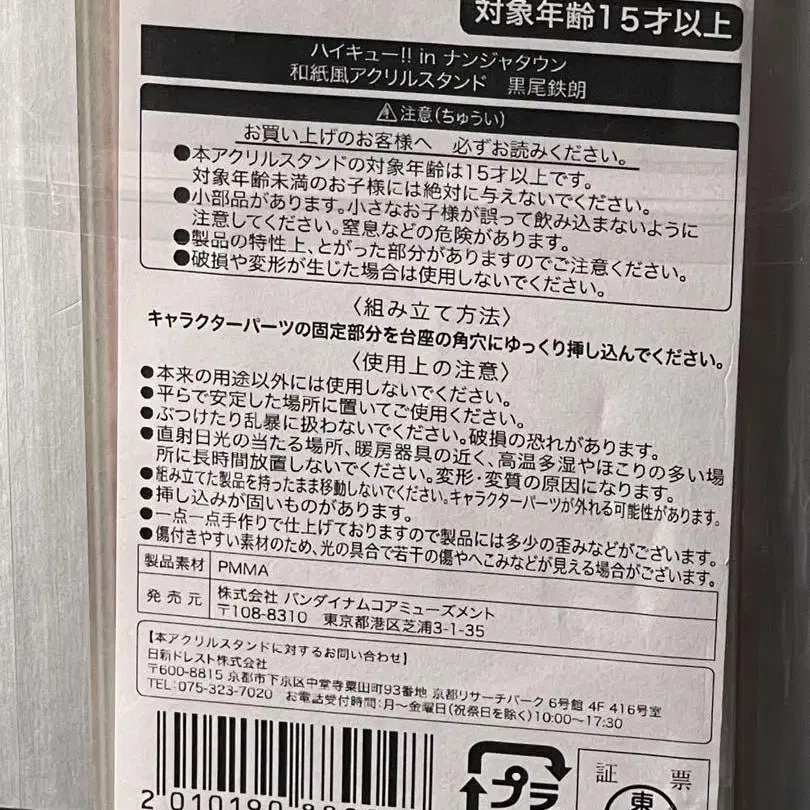 対象年齢15才以上
ハイキュー!! in ナンジャタウン
和紙風アクリルスタンド 黒尾鉄朗
注意(ちゅうい)
お買い上げのお客様へ 必ずお読みください。
●本アクリルスタンドの対象年齢は15才以上です。
対象年齢未満のお子様には絶対に与えないでください。
●小部品があります。小さなお子様が誤って飲み込まないように
注意してください。窒息などの危険があります。
●製品の特性上、とがった部分がありますのでご注意ください。
●破損や変形が生じた場合は使用しないでください。
〈組み立て方法〉
キャラクターパーツの固定部分を台座の角穴にゆっくり挿し込んでください。
〈使用上の注意〉
●本来の用途以外には使用しないでください。
●平らで安定した場所に置いてご使用ください。
●ぶつけたり乱暴に扱わないでください。破損の恐れがあります。
●直射日光の当たる場所、暖房器具の近く、高温多湿やほこりの多い場
所に長時間放置しないでください。変形・変質の原因になります。
●組み立てた製品を持ったまま移動しないでください。キャラクターパーツが外れる可能性があります。
●挿し込みが固いものがあります。
●一点一点手作りで仕上げておりますので製品には多少の歪みなどがございます。
●傷付きやすい素材のため、光の具合で若干の傷やへこみなどが見える場合がございます。
製品素材 PMMA
発売元 株式会社 バンダイナムコアミューズメント
〒108-8310 東京都港区芝浦3-1-35
【本アクリルスタンドに対するお問い合わせ】
日新ドレスト株式会社
〒600-8815 京都市下京区中堂寺粟田町93番地 京都リサーチパーク 6号館 4F 416号室
TEL:075-323-7020 お電話受付時間:月〜金曜日(祝祭日を除く)10:00〜17:30
2 010190
プラ
証 票
東